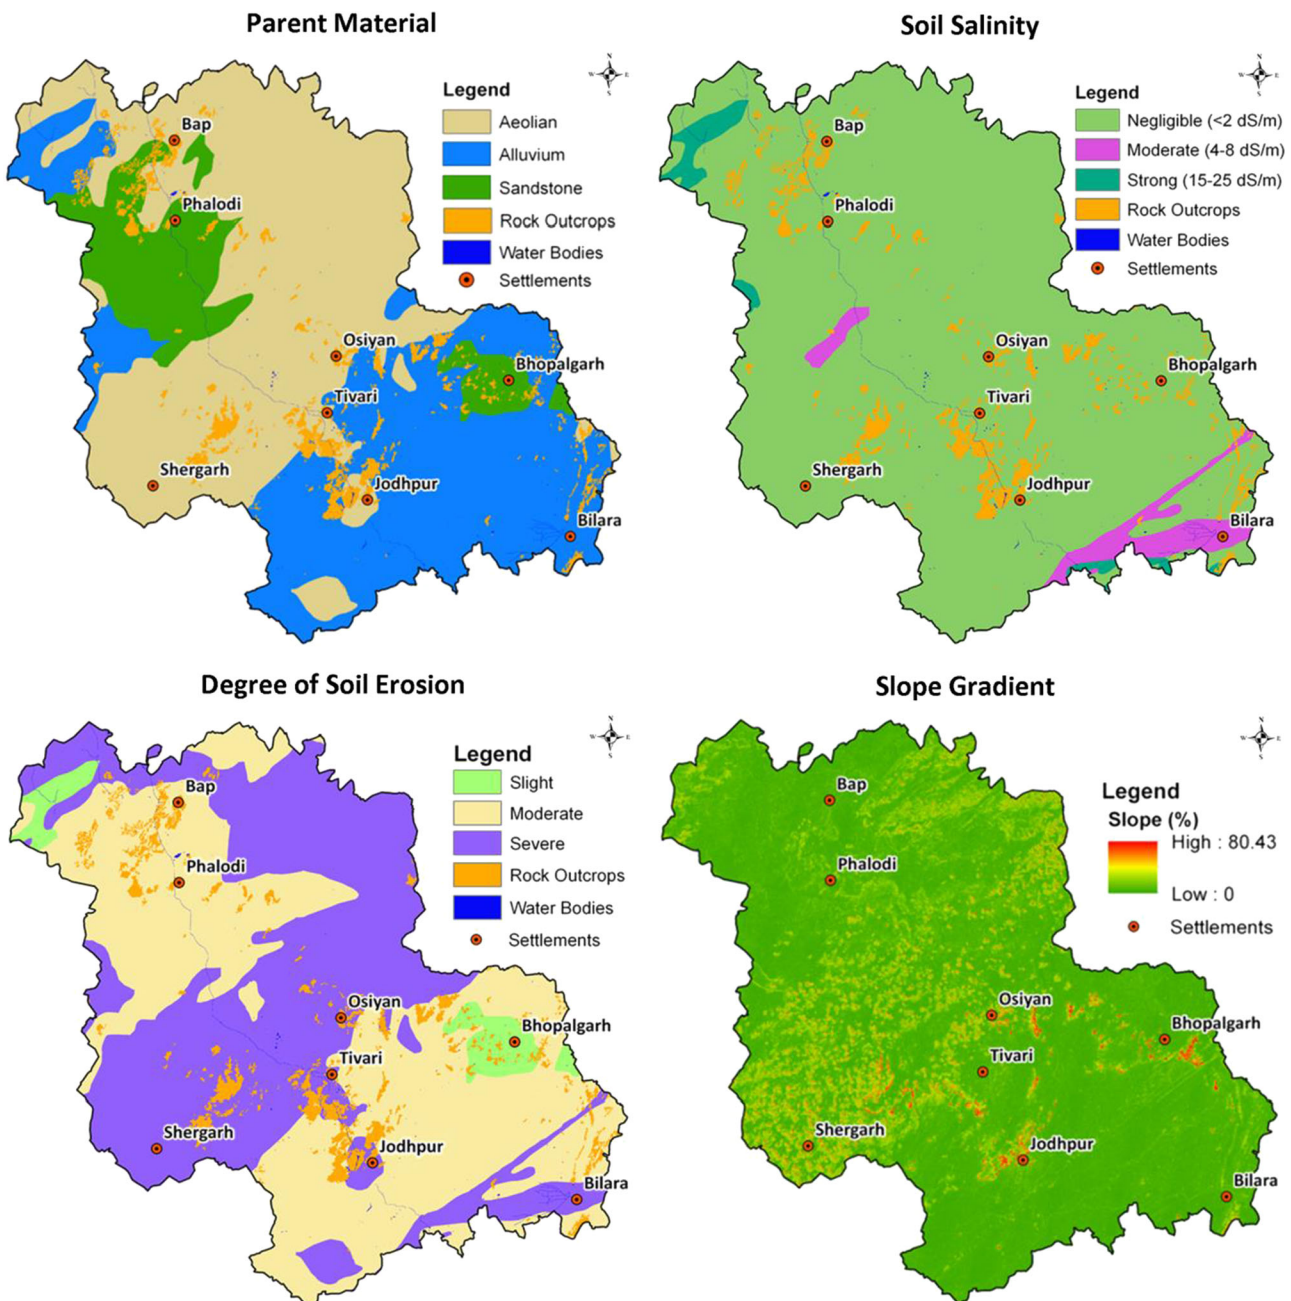 Parent Material
N
W E
S
Legend
Aeolian
Alluvium
Sandstone
Rock Outcrops
Water Bodies
Settlements
Bap
Phalodi
Osiyan
Bhopalgarh
Tivari
Shergarh
Jodhpur
Bilara
Soil Salinity
N
W E
S
Legend
Negligible (<2 dS/m)
Moderate (4-8 dS/m)
Strong (15-25 dS/m)
Rock Outcrops
Water Bodies
Settlements
Bap
Phalodi
Osiyan
Bhopalgarh
Tivari
Shergarh
Jodhpur
Bilara
Degree of Soil Erosion
N
W E
S
Legend
Slight
Moderate
Severe
Rock Outcrops
Water Bodies
Settlements
Bap
Phalodi
Osiyan
Bhopalgarh
Tivari
Shergarh
Jodhpur
Bilara
Slope Gradient
N
W E
S
Legend
Slope (%)
High : 80.43
Low : 0
Settlements
Bap
Phalodi
Osiyan
Bhopalgarh
Tivari
Shergarh
Jodhpur
Bilara